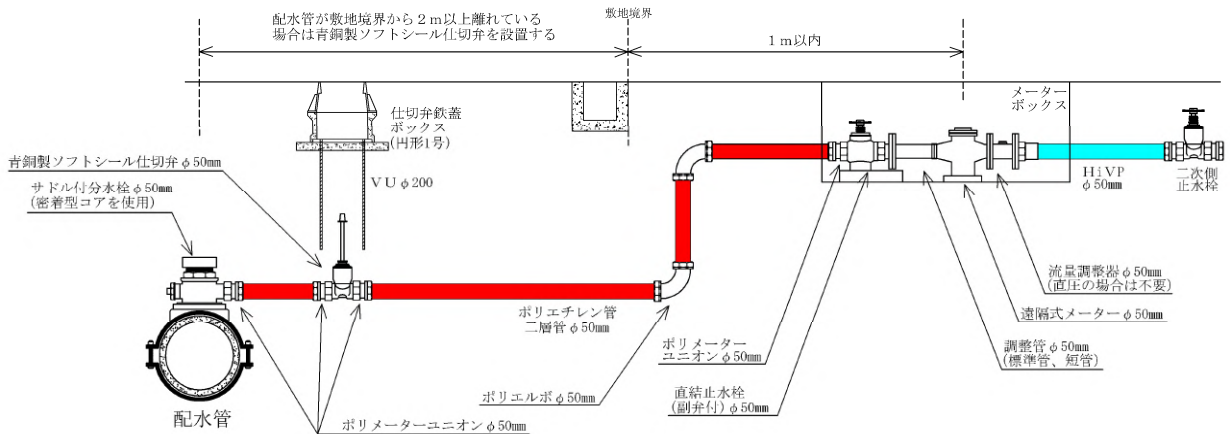 配水管が敷地境界から2m以上離れている
場合は青銅製ソフトシール仕切弁を設置する
敷地境界
1m以内
仕切弁鉄蓋
ボックス
(円形1号)
メーター
ボックス
青銅製ソフトシール仕切弁φ50mm
VUφ200
サドル付分水栓φ50mm
(密着型コアを使用)
HiVP
φ50mm
二次側
止水栓
流量調整器φ50mm
(直圧の場合は不要)
ポリエチレン管
二層管φ50mm
遠隔式メーターφ50mm
ポリメーター
ユニオンφ50mm
調整管φ50mm
(標準管、短管)
直結止水栓
(副弁付)φ50mm
ポリエルボφ50mm
配水管
ポリメーターユニオンφ50mm